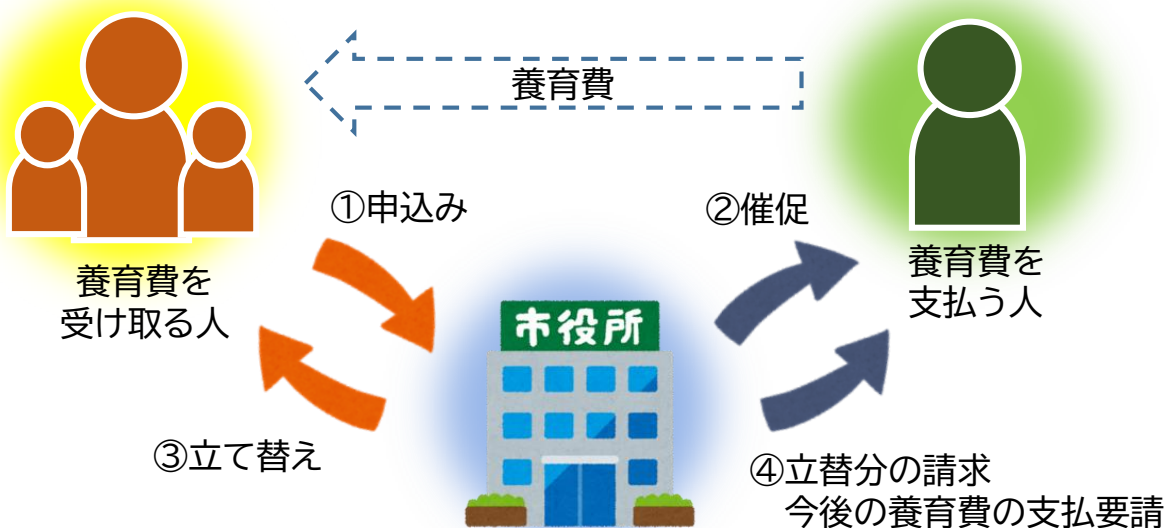 養育費
①申込み
②催促
養育費を
受け取る人
養育費を
支払う人
市役所
③立て替え
④立替分の請求
今後の養育費の支払要請